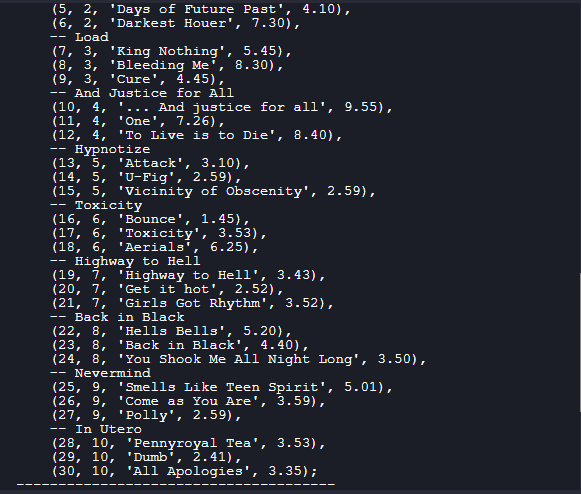 (5, 2, 'Days of Future Past', 4.10),
(6, 2, 'Darkest Houer', 7.30),
-- Load
(7, 3, 'King Nothing', 5.45),
(8, 3, 'Bleeding Me', 8.30),
(9, 3, 'Cure', 4.45),
-- And Justice for All
(10, 4, '... And justice for all', 9.55),
(11, 4, 'One', 7.26),
(12, 4, 'To Live is to Die', 8.40),
-- Hypnotize
(13, 5, 'Attack', 3.10),
(14, 5, 'U-Fig', 2.59),
(15, 5, 'Vicinity of Obscenity', 2.59),
-- Toxicity
(16, 6, 'Bounce', 1.45),
(17, 6, 'Toxicity', 3.53),
(18, 6, 'Aerials', 6.25),
-- Highway to Hell
(19, 7, 'Highway to Hell', 3.43),
(20, 7, 'Get it hot', 2.52),
(21, 7, 'Girls Got Rhythm', 3.52),
-- Back in Black
(22, 8, 'Hells Bells', 5.20),
(23, 8, 'Back in Black', 4.40),
(24, 8, 'You Shook Me All Night Long', 3.50),
-- Nevermind
(25, 9, 'Smells Like Teen Spirit', 5.01),
(26, 9, 'Come as You Are', 3.59),
(27, 9, 'Polly', 2.59),
-- In Utero
(28, 10, 'Pennyroyal Tea', 3.53),
(29, 10, 'Dumb', 2.41),
(30, 10, 'All Apologies', 3.35);
--------------------------------------